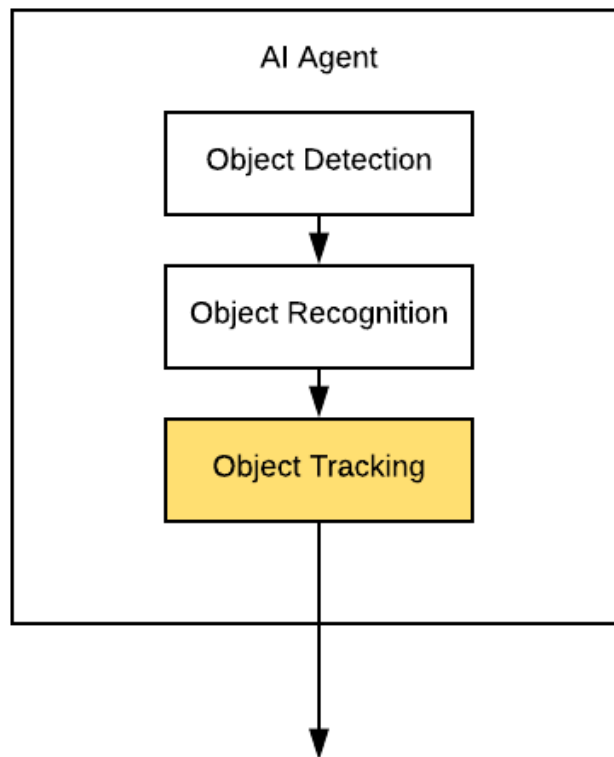 AI Agent
Object Detection
Object Recognition
Object Tracking